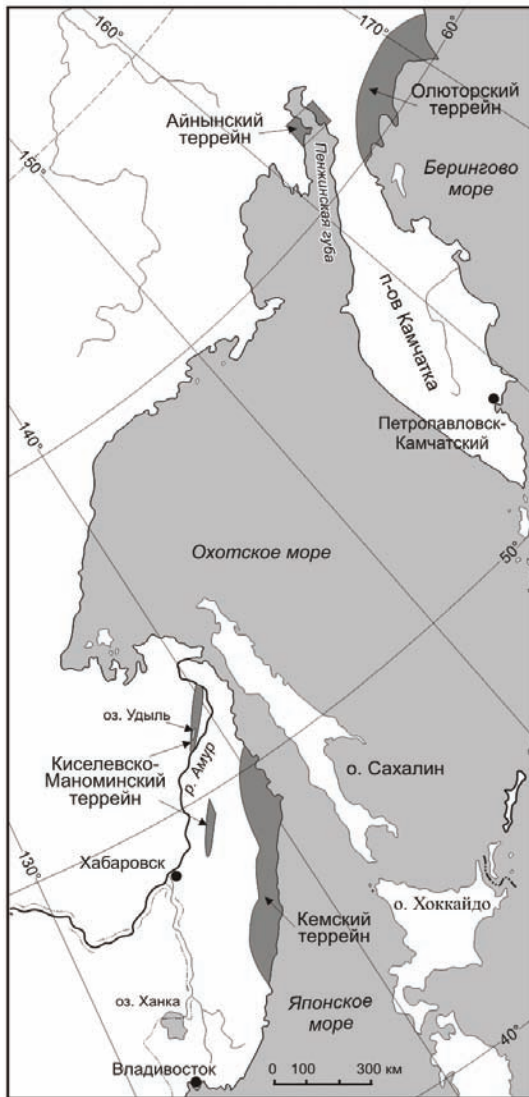 160°
170°
60°
Олюторский
террейн
Айнынский
террейн
150°
Берингово
море
Пенжинская губа
п-ов Камчатка
Петропавловск-
Камчатский
140°
50°
Охотское море
оз. Удыль
Киселевско-
Маноминский
террейн
р. Амур
о. Сахалин
130°
Хабаровск
о. Хоккайдо
Кемский
террейн
оз. Ханка
Японское
море
40°
Владивосток
0 100 300 км